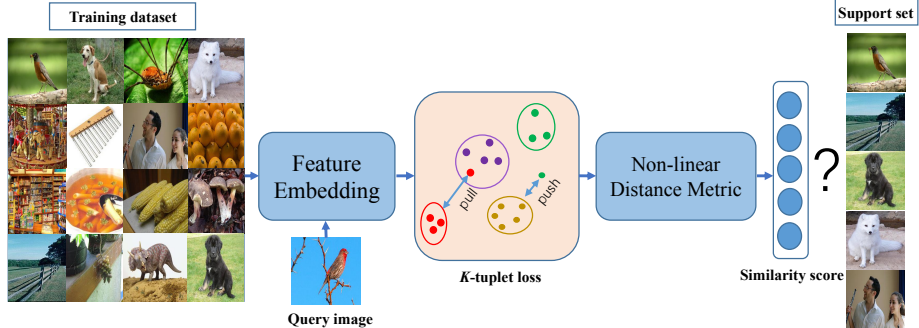 Training dataset
Support set
Feature
Embedding
pull
push
Non-linear
Distance Metric
?
K-tuplet loss
Similarity score
Query image